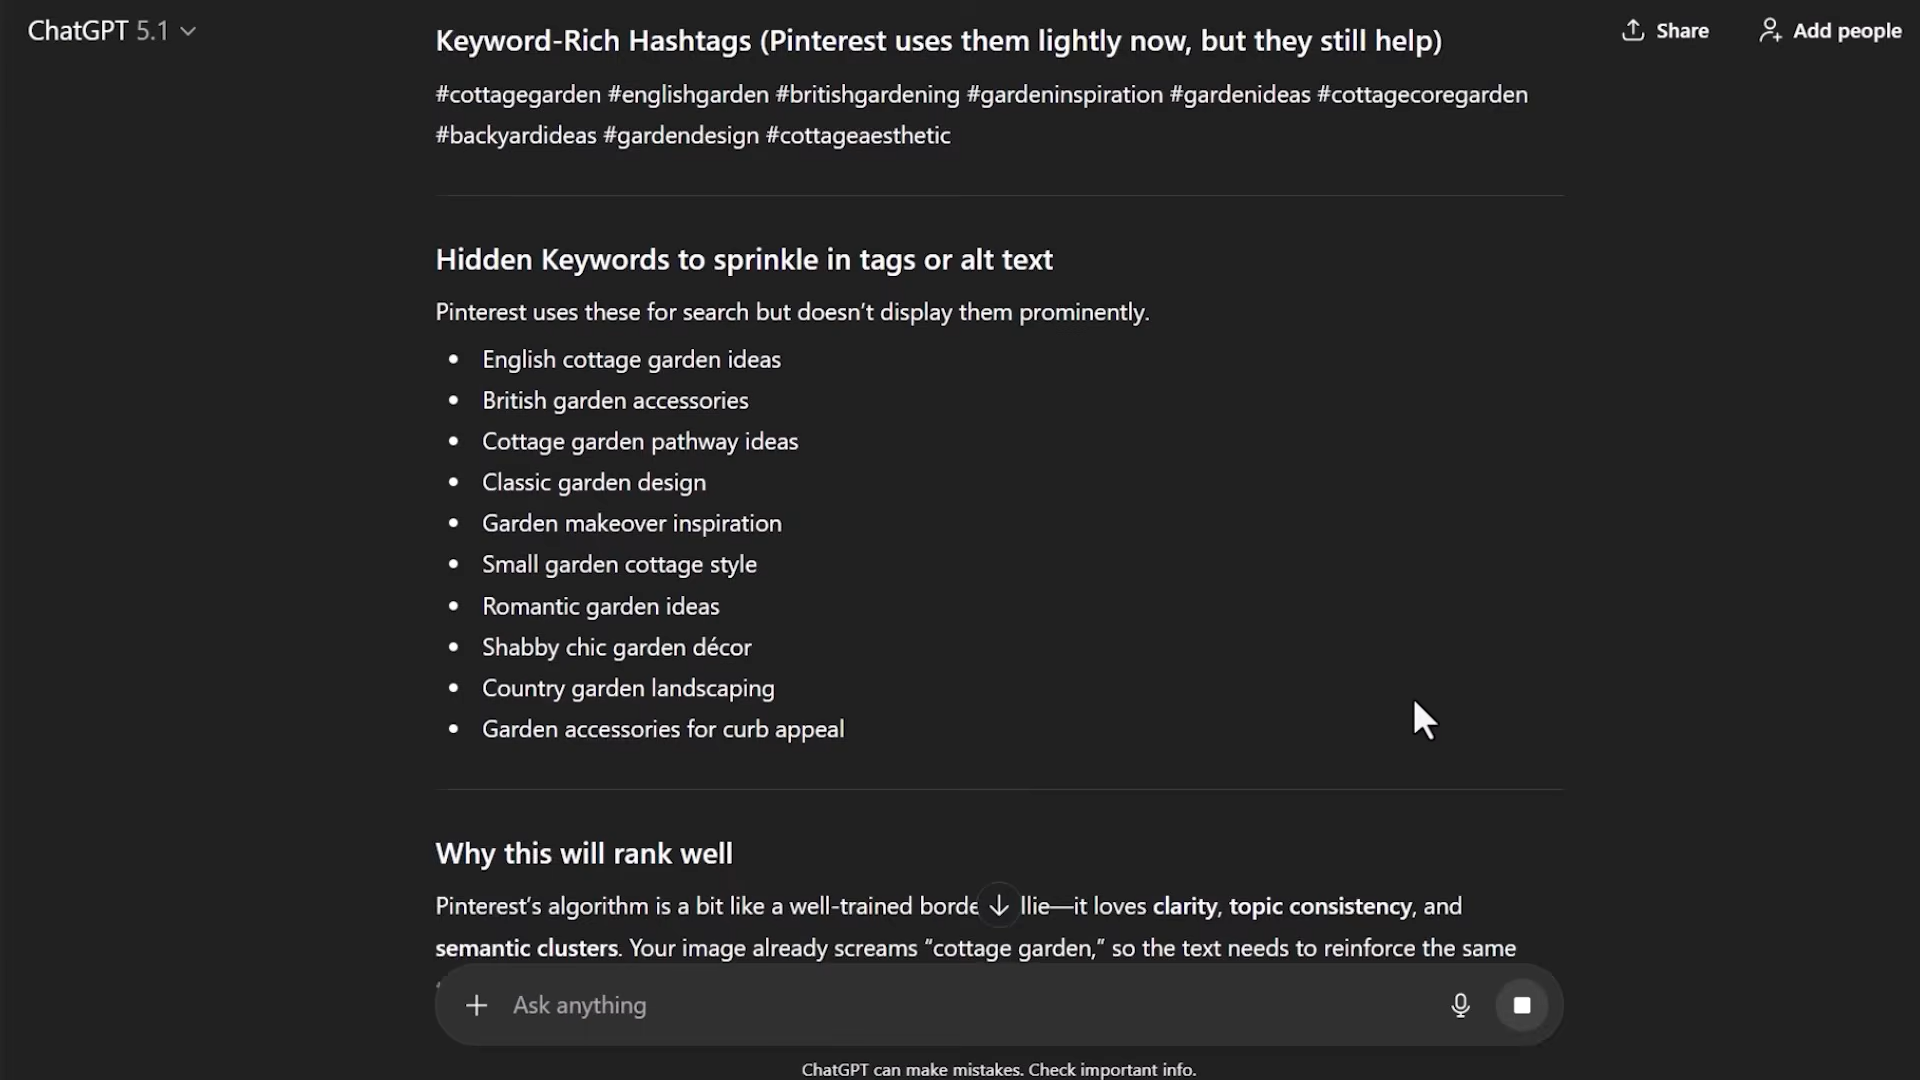 ChatGPT 5.1
Share
Add people
Keyword-Rich Hashtags (Pinterest uses them lightly now, but they still help)
#cottagegarden #englishgarden #britishgardening #gardeninspiration #gardenideas #cottagecoregarden
#backyardideas #gardendesign #cottageaesthetic
Hidden Keywords to sprinkle in tags or alt text
Pinterest uses these for search but doesn’t display them prominently.
• English cottage garden ideas
• British garden accessories
• Cottage garden pathway ideas
• Classic garden design
• Garden makeover inspiration
• Small garden cottage style
• Romantic garden ideas
• Shabby chic garden décor
• Country garden landscaping
• Garden accessories for curb appeal
Why this will rank well
Pinterest’s algorithm is a bit like a well-trained borde llie—it loves clarity, topic consistency, and
semantic clusters. Your image already screams “cottage garden,” so the text needs to reinforce the same
Ask anything
ChatGPT can make mistakes. Check important info.